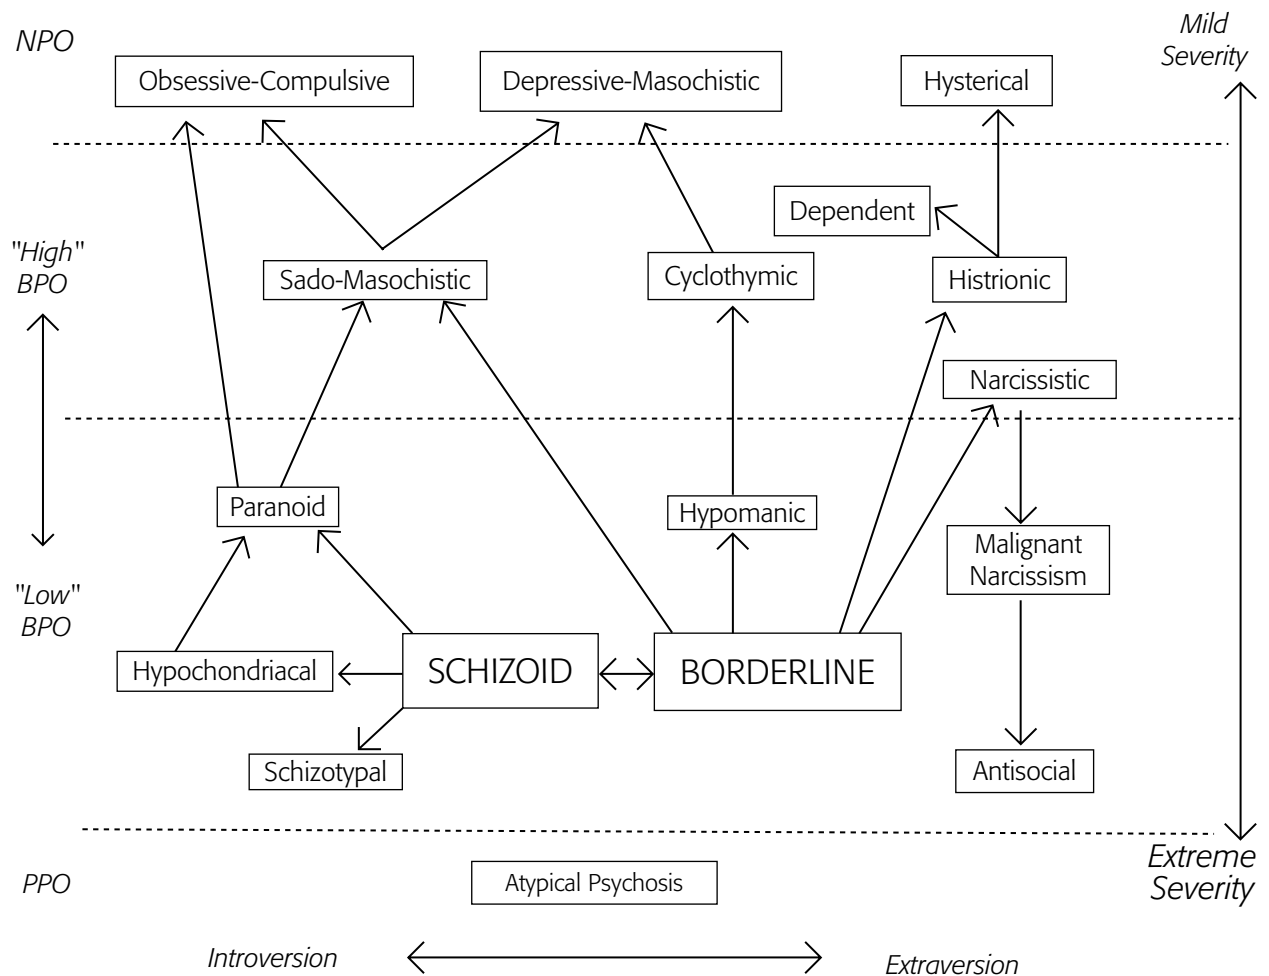 NPO
Mild
Severity
Obsessive-Compulsive
Depressive-Masochistic
Hysterical
Dependent
"High"
BPO
Sado-Masochistic
Cyclothymic
Histrionic
Narcissistic
Paranoid
Hypomanic
Malignant
Narcissism
"Low"
BPO
Hypochondriacal
SCHIZOID
BORDERLINE
Schizotypal
Antisocial
Extreme
Severity
PPO
Atypical Psychosis
Introversion
Extraversion